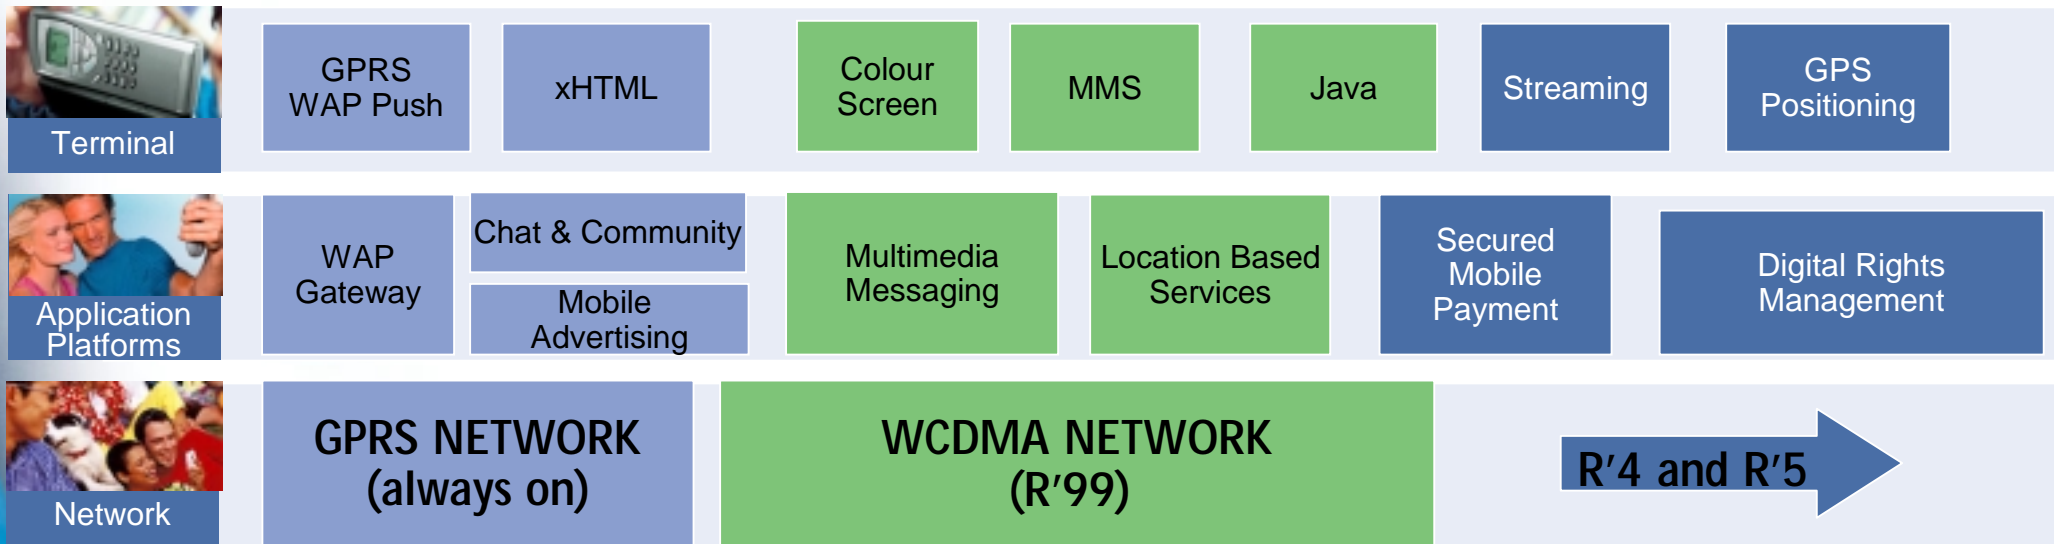 GPRS
WAP Push
xHTML
Colour
Screen
MMS
Java
Streaming
GPS
Positioning
Terminal
WAP
Gateway
Chat & Community
Mobile
Advertising
Multimedia
Messaging
Location Based
Services
Secured
Mobile
Payment
Digital Rights
Management
Application
Platforms
GPRS NETWORK
(always on)
WCDMA NETWORK
(R’99)
R’4 and R’5
Network